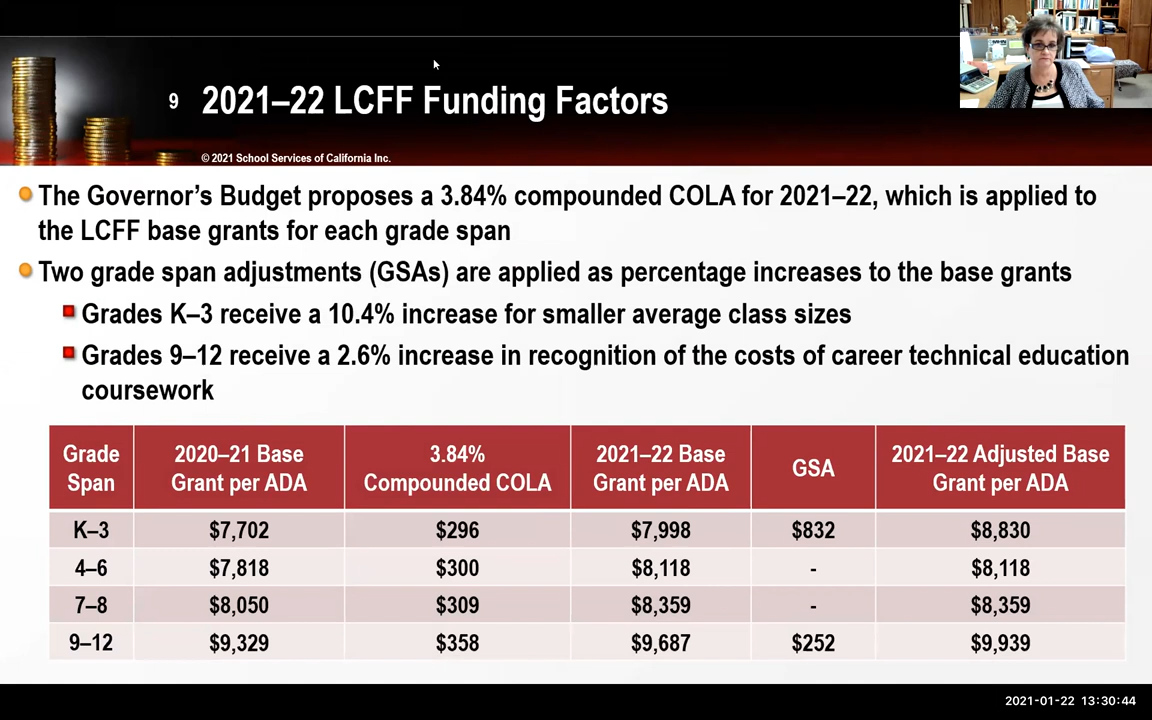 9
2021–22 LCFF Funding Factors
© 2021 School Services of California Inc.
The Governor’s Budget proposes a 3.84% compounded COLA for 2021–22, which is applied to
the LCFF base grants for each grade span
Two grade span adjustments (GSAs) are applied as percentage increases to the base grants
Grades K–3 receive a 10.4% increase for smaller average class sizes
Grades 9–12 receive a 2.6% increase in recognition of the costs of career technical education
coursework
Grade Span 2020–21 Base Grant per ADA 3.84% Compounded COLA 2021–22 Base Grant per ADA GSA 2021–22 Adjusted Base Grant per ADA
K–3 $7,702 $296 $7,998 $832 $8,830
4–6 $7,818 $300 $8,118 - $8,118
7–8 $8,050 $309 $8,359 - $8,359
9–12 $9,329 $358 $9,687 $252 $9,939
2021-01-22 13:30:44